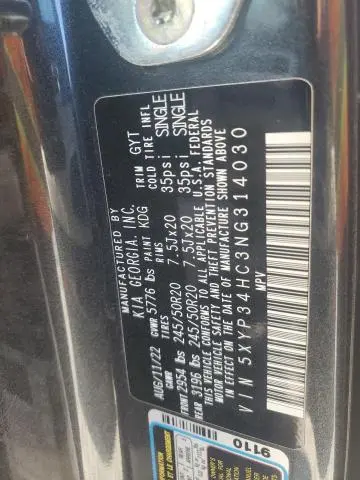 MANUFACTURED BY
KIA GEORGIA, INC.
AUG/11/22 GVWR 5776 lbs PAINT KDG TRIM GYT
GAWR TIRES RIMS COLD TIRE INFL
FRONT 2954 lbs 245/50R20 7.5Jx20 35psi SINGLE
REAR 3196 lbs 245/50R20 7.5Jx20 35psi SINGLE
THIS VEHICLE CONFORMS TO ALL APPLICABLE U.S.A FEDERAL
MOTOR VEHICLE SAFETY AND THEFT PREVENTION STANDARDS
IN EFFECT ON THE DATE OF MANUFACTURE SHOWN ABOVE
VIN 5XYP34HC3NG314030
MPV
9110